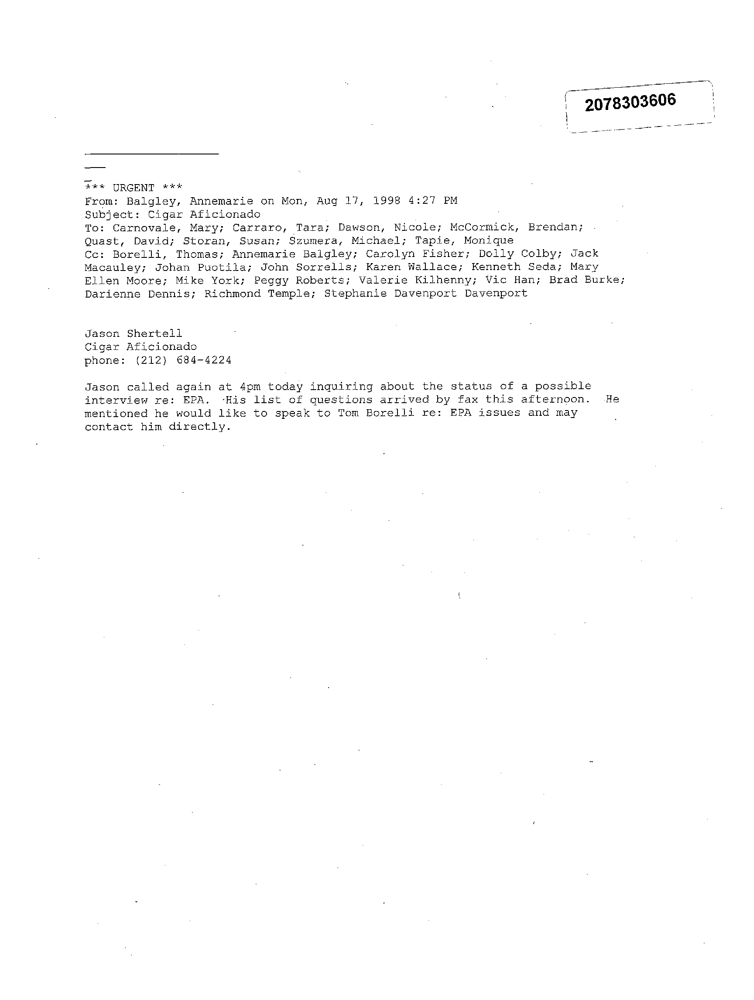 2078303606
*** URGENT ***
From: Balgley, Annemarie on Mon, Aug 17, 1998 4:27 PM
Subject: Cigar Aficionado
To: Carnovale, Mary; Carraro, Tara; Dawson, Nicole; McCormick, Brendan;
Quast, David; Storan, Susan; Szumera, Michael; Tapie, Monique
Cc: Borelli, Thomas; Annemarie Balgley; Carolyn Fisher; Dolly Colby; Jack
Macauley; Johan Puotila; John Sorrells; Karen Wallace; Kenneth Seda; Mary
Ellen Moore; Mike York; Peggy Roberts; Valerie Kilhenny; Vic Han; Brad Burke;
Darienne Dennis; Richmond Temple; Stephanie Davenport Davenport
Jason Shertell
Cigar Aficionado
phone: (212) 684-4224
Jason called again at 4pm today inquiring about the status of a possible
interview re: EPA. His list of questions arrived by fax this afternoon. He
mentioned he would like to speak to Tom Borelli re: EPA issues and may
contact him directly.